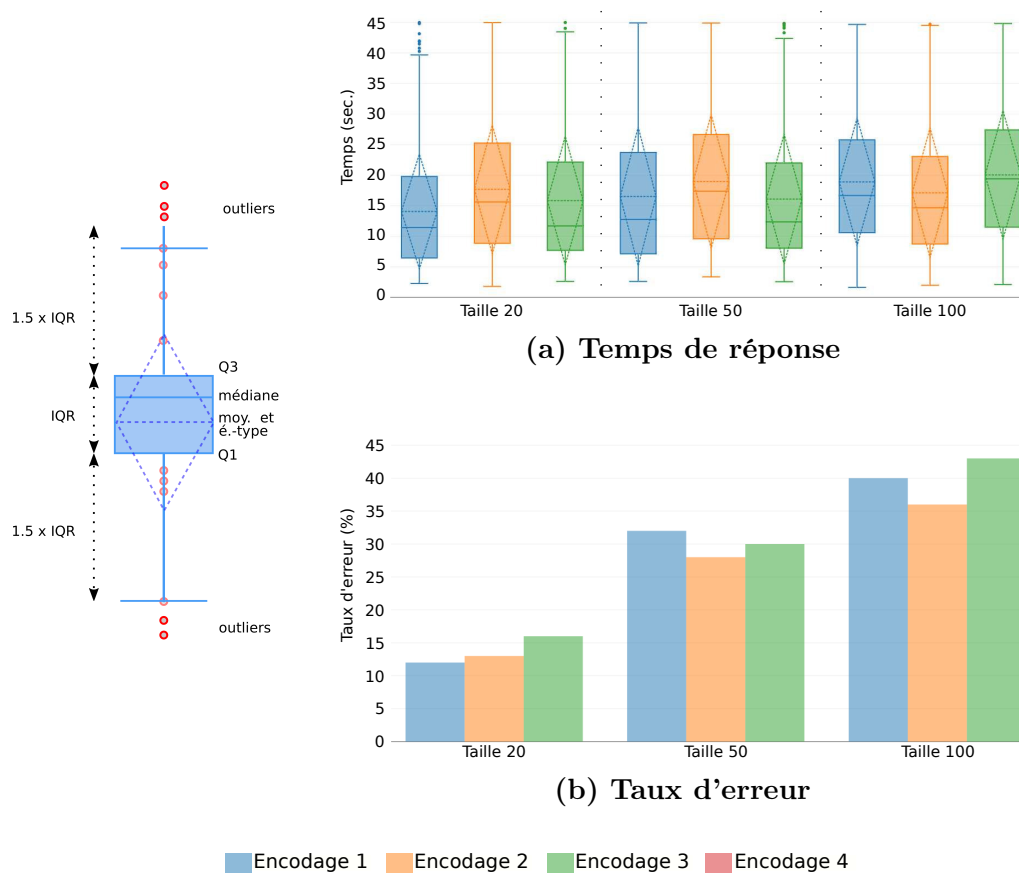 outliers
1.5 x IQR
Q3
IQR
médiane
moy. et
é.-type
Q1
1.5 x IQR
outliers
Temps (sec.)
45
40
35
30
25
20
15
10
5
0
Taille 20
Taille 50
Taille 100
(a) Temps de réponse
Taux d'erreur (%)
45
40
35
30
25
20
15
10
5
0
Taille 20
Taille 50
Taille 100
(b) Taux d'erreur
Encodage 1
Encodage 2
Encodage 3
Encodage 4